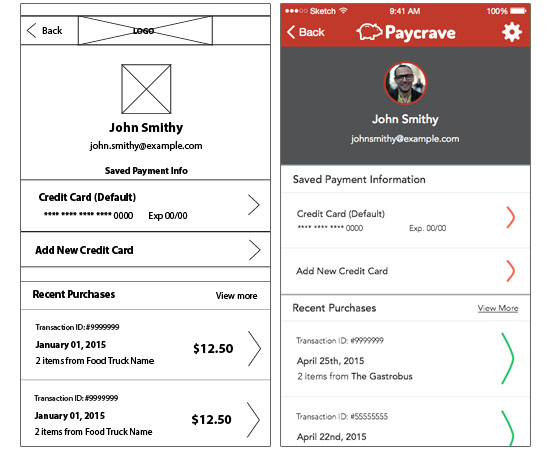 Back
LOGO
John Smithy
john.smithy@example.com
Saved Payment Info
Credit Card (Default)
**** **** **** **** 0000 Exp 00/00
Add New Credit Card
Recent Purchases View more
Transaction ID: #9999999
January 01, 2015
2 items from Food Truck Name
$12.50
Transaction ID: #9999999
January 01, 2015
2 items from Food Truck Name
$12.50
Sketch 9:41 AM 100%
Back Paycrave
John Smithy
johnsmithy@example.com
Saved Payment Information
Credit Card (Default)
**** **** **** 0000 Exp. 00/00
Add New Credit Card
Recent Purchases View More
Transaction ID: #9999999
April 25th, 2015
2 items from The Gastrobus
Transaction ID: #55555555
April 22nd, 2015